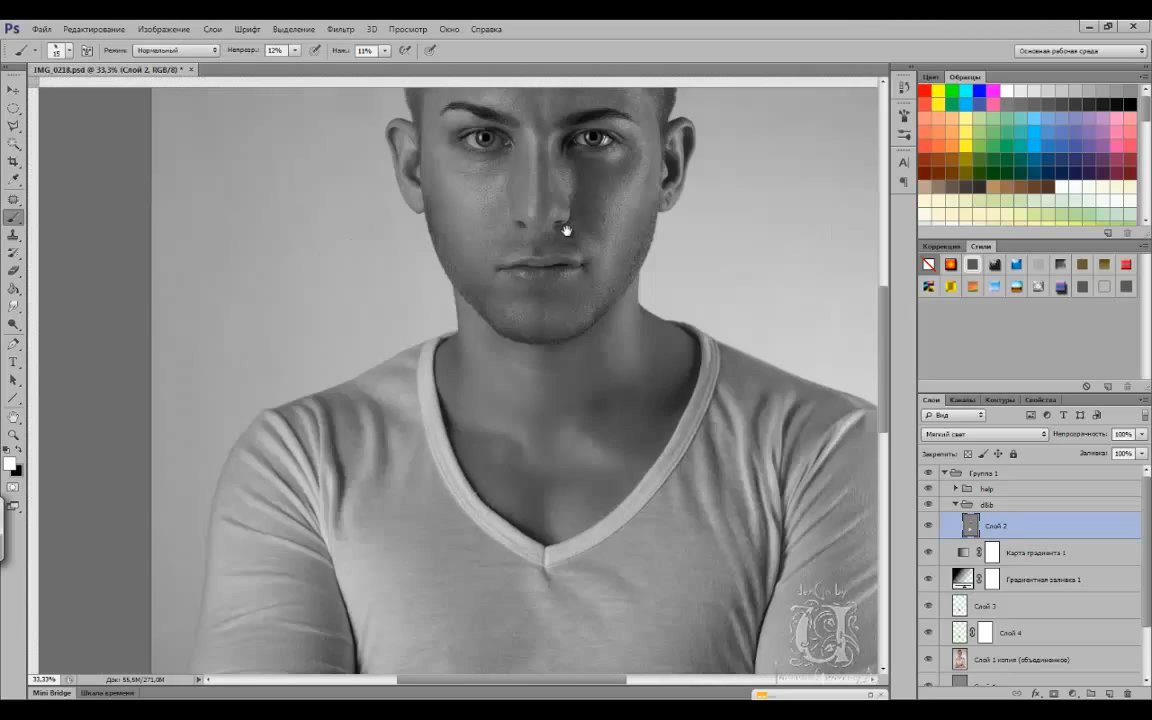 Ps Файл Редактирование Изображение Слои Шрифт Выделение Фильтр 3D Просмотр Окно Справка
15 Режим: Нормальный Непрозр.: 12% Наж.: 11% Основная рабочая среда
IMG_0218.psd @ 33,3% (Слой 2, RGB/8) * ×
Цвет Образцы
Коррекция Стили
Слои Каналы Контуры Свойства
Вид
Мягкий свет Непрозрачность: 100%
Закрепить: Заливка: 100%
Группа 1
help
d&b
Слой 2
Карта градиента 1
Градиентная заливка 1
Слой 3
Слой 4
Слой 1 копия (объединенное)
33,33% Док: 55,5M/271,0M
Mini Bridge Шкала времени